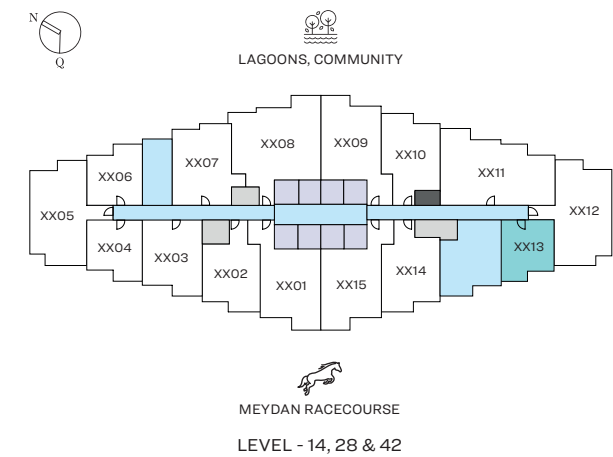 N
Q
LAGOONS, COMMUNITY
XX08
XX09
XX07
XX10
XX06
XX11
XX05
XX12
XX04
XX03
XX02
XX01
XX15
XX14
XX13
MEYDAN RACECOURSE
LEVEL - 14, 28 & 42